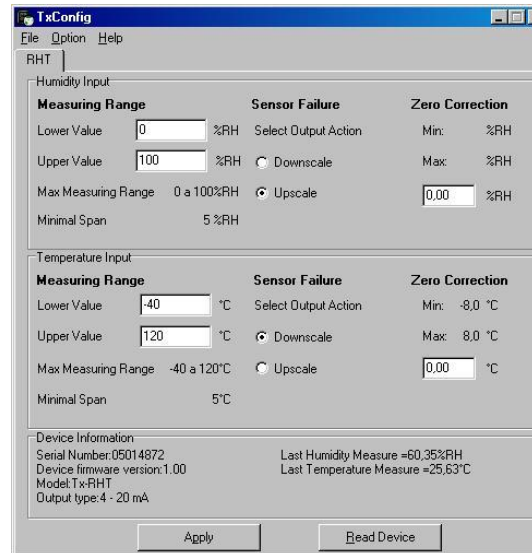 TxConfig
File Option Help
RHT
Humidity Input
Measuring Range Sensor Failure Zero Correction
Lower Value 0 %RH Select Output Action Min: %RH
Upper Value 100 %RH Downscale Max: %RH
Max Measuring Range 0 a 100%RH Upscale 0,00 %RH
Minimal Span 5 %RH
Temperature Input
Measuring Range Sensor Failure Zero Correction
Lower Value -40 °C Select Output Action Min: -8,0 °C
Upper Value 120 °C Downscale Max: 8,0 °C
Max Measuring Range -40 a 120°C Upscale 0,00 °C
Minimal Span 5°C
Device Information
Serial Number:05014872 Last Humidity Measure =60,35%RH
Device firmware version:1.00 Last Temperature Measure =25,63°C
Model:Tx-RHT
Output type:4 - 20 mA
Apply Read Device